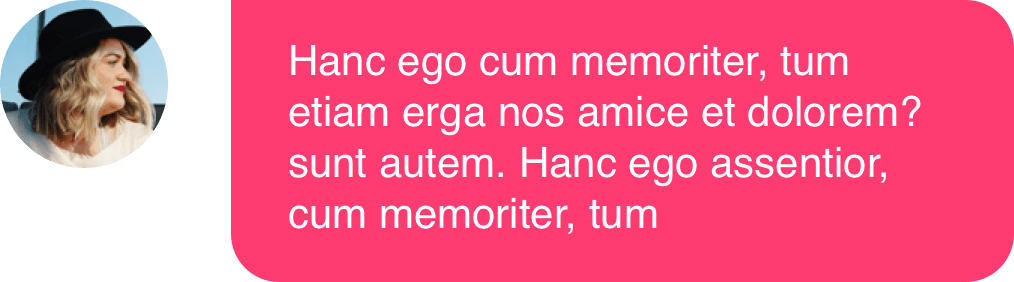 Hanc ego cum memoriter, tum
etiam erga nos amice et dolorem?
sunt autem. Hanc ego assentior,
cum memoriter, tum